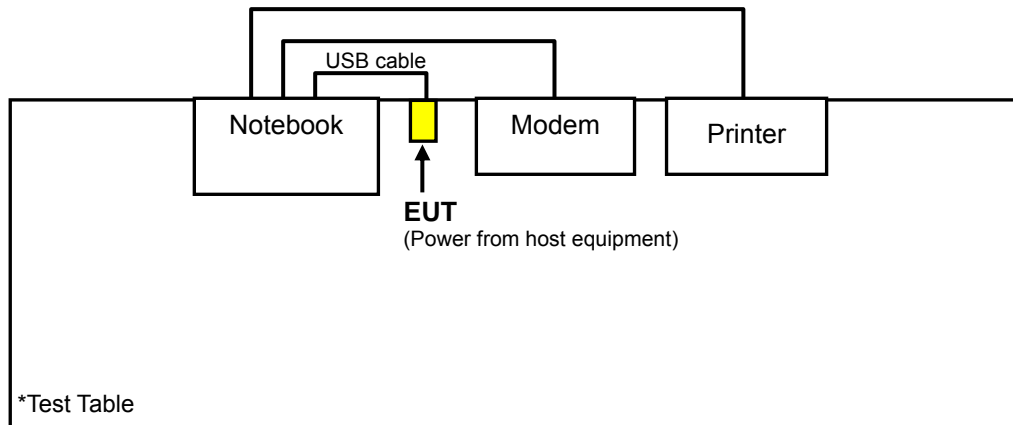 USB cable
Notebook
Modem
Printer
EUT
(Power from host equipment)
*Test Table